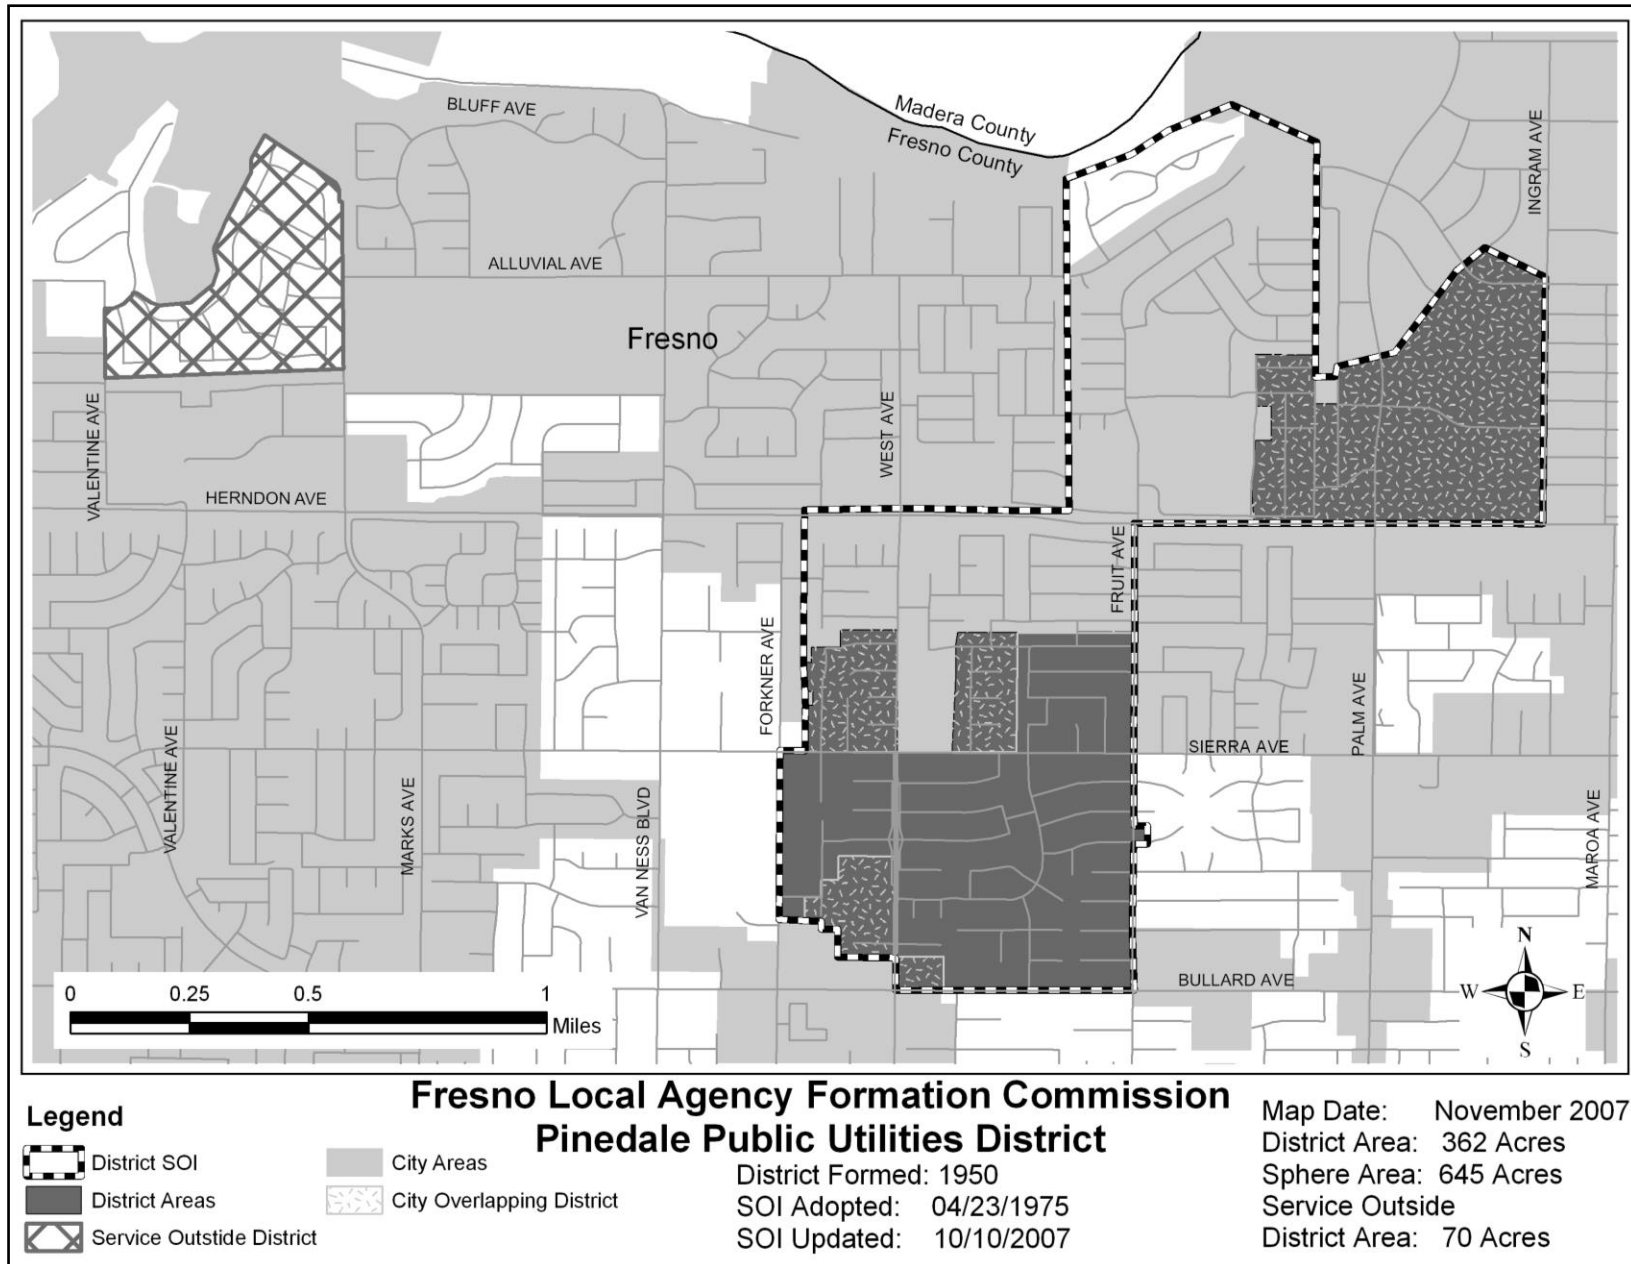 Madera County
Fresno County
BLUFF AVE
INGRAM AVE
ALLUVIAL AVE
Fresno
VALENTINE AVE
WEST AVE
HERNDON AVE
FRUIT AVE
FORKNER AVE
PALM AVE
SIERRA AVE
VALENTINE AVE
MARKS AVE
VAN NESS BLVD
MAROA AVE
BULLARD AVE
N
W E
S
0 0.25 0.5 1
Miles
Fresno Local Agency Formation Commission
Pinedale Public Utilities District
District Formed: 1950
SOI Adopted: 04/23/1975
SOI Updated: 10/10/2007
Legend
District SOI
District Areas
Service Outstide District
City Areas
City Overlapping District
Map Date: November 2007
District Area: 362 Acres
Sphere Area: 645 Acres
Service Outside
District Area: 70 Acres